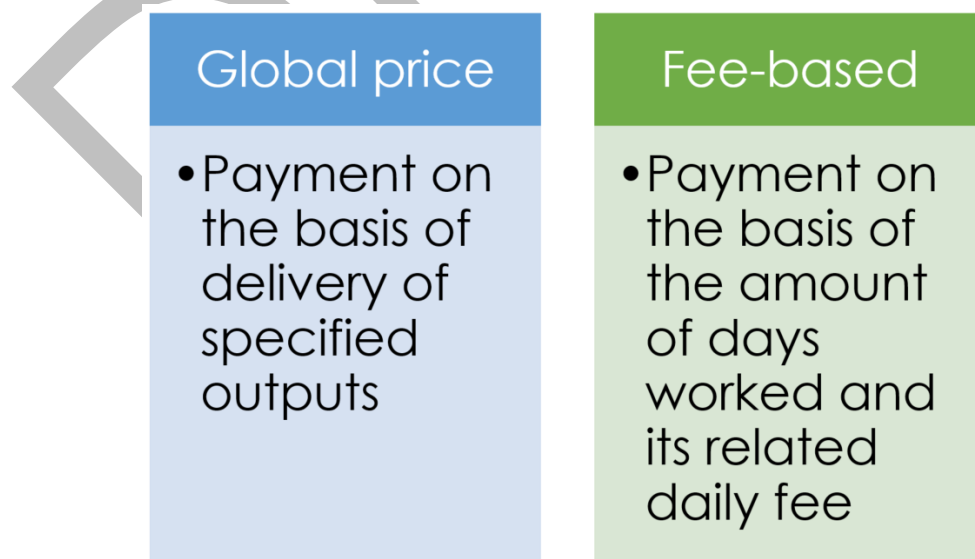 Global price
•Payment on
the basis of
delivery of
specified
outputs
Fee-based
•Payment on
the basis of
the amount
of days
worked and
its related
daily fee